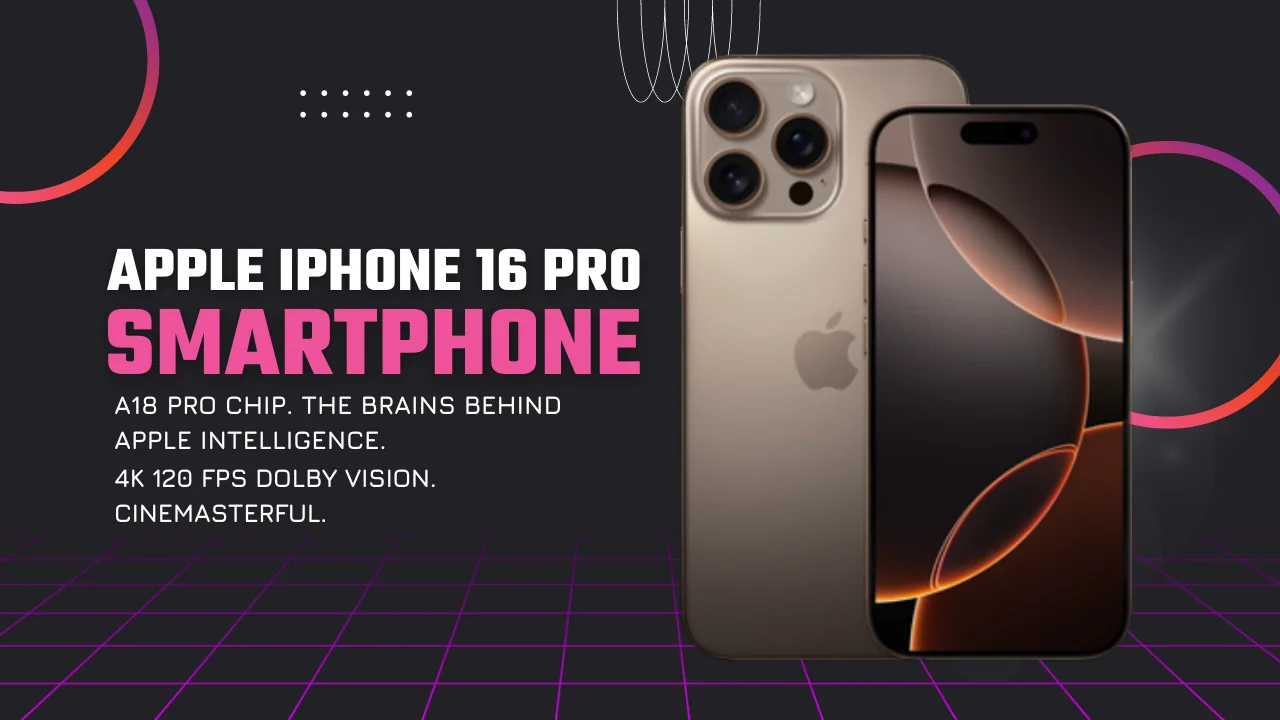 APPLE IPHONE 16 PRO
SMARTPHONE
A18 PRO CHIP. THE BRAINS BEHIND
APPLE INTELLIGENCE.
4K 120 FPS DOLBY VISION.
CINEMASTERFUL.